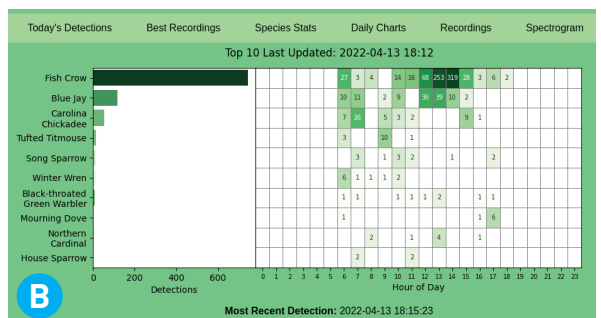 Today's Detections Best Recordings Species Stats Daily Charts Recordings Spectrogram
Top 10 Last Updated: 2022-04-13 18:12
Fish Crow 27 3 4 14 16 68 253 319 28 3 6 2
Blue Jay 10 11 2 9 36 39 10 2
Carolina
Chickadee 7 26 5 3 2 9 1
Tufted Titmouse 3 10 1
Song Sparrow 3 1 3 2 1 2
Winter Wren 6 1 1 1 2
Black-throated
Green Warbler 1 1 1 1 1 2 1 1
Mourning Dove 1 1 6
Northern
Cardinal 2 1 4 1
House Sparrow 2 2
0 200 400 600 0 1 2 3 4 5 6 7 8 9 10 11 12 13 14 15 16 17 18 19 20 21 22 23
Detections Hour of Day
B
Most Recent Detection: 2022-04-13 18:15:23